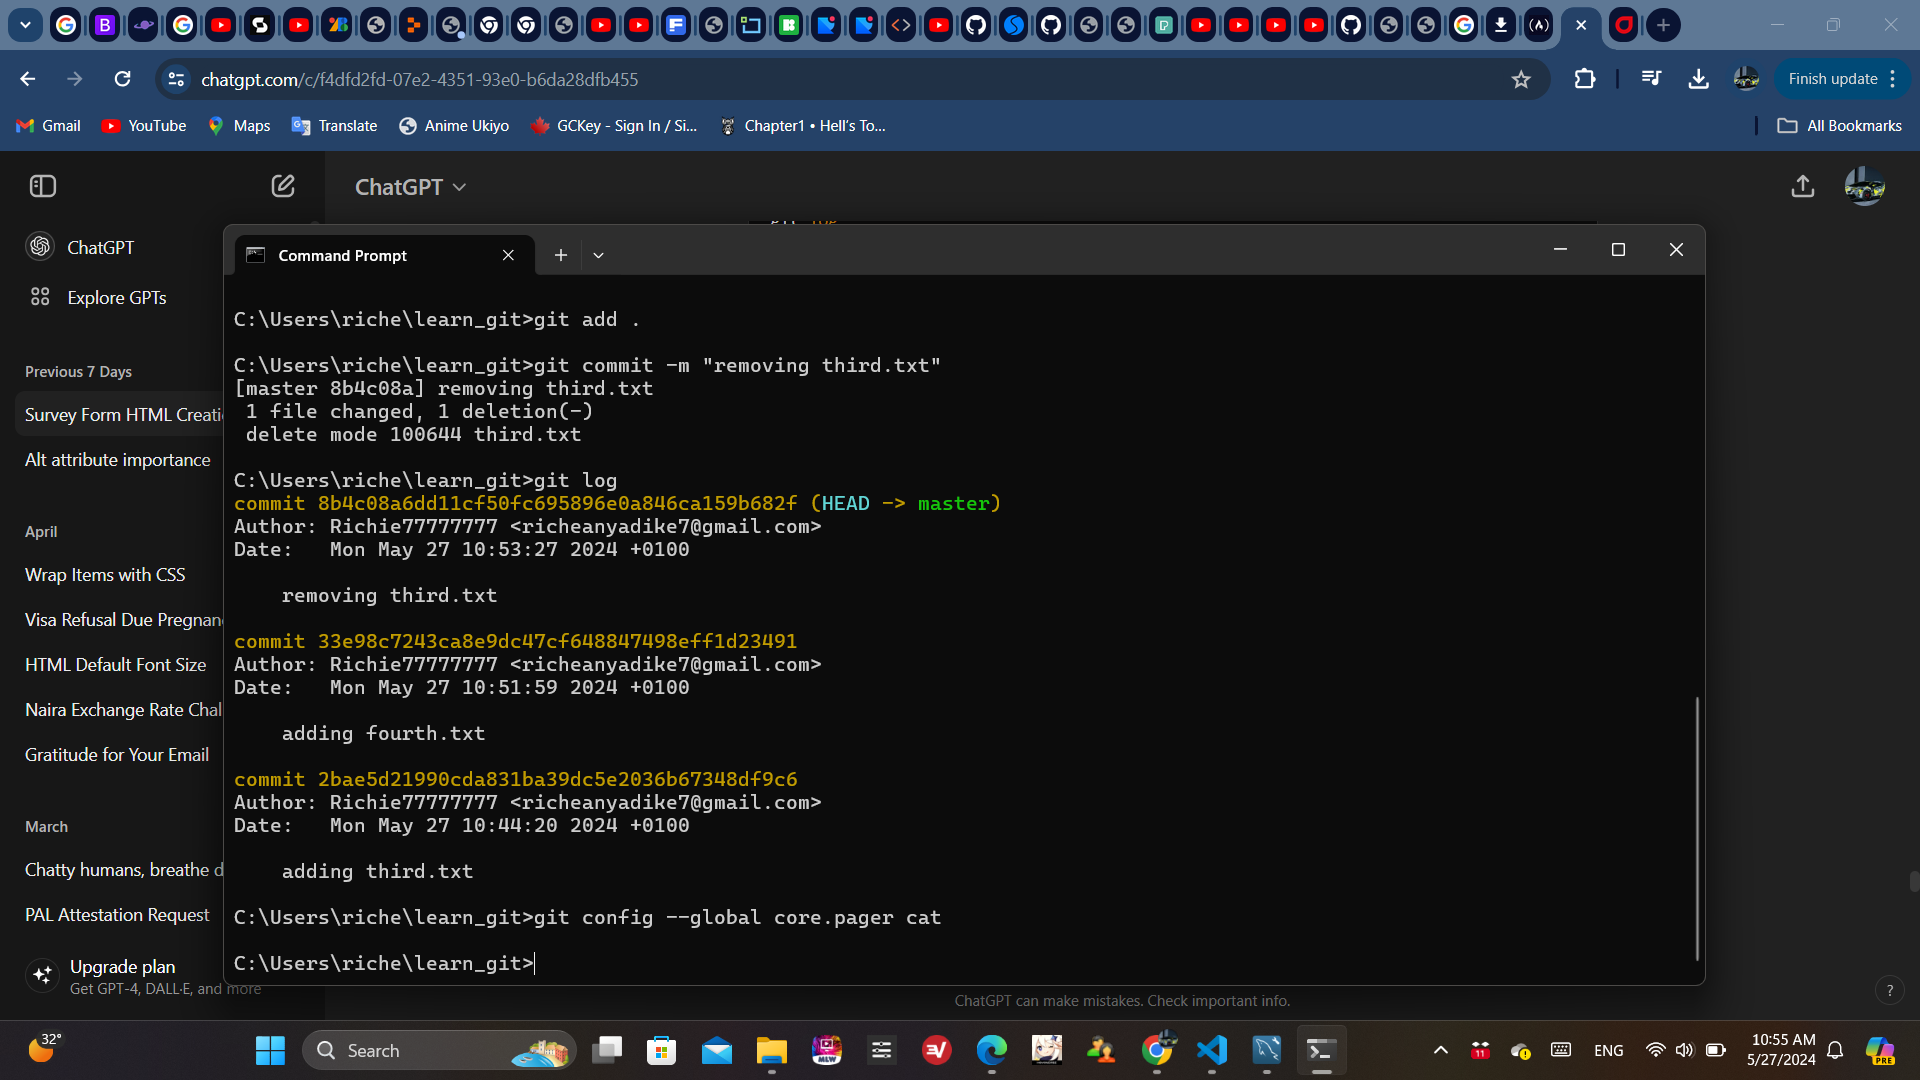 chatgpt.com/c/f4dfd2fd-07e2-4351-93e0-b6da28dfb455
Finish update
Gmail
YouTube
Maps
Translate
Anime Ukiyo
GCKey - Sign In / Si...
Chapter1 • Hell's To...
All Bookmarks
ChatGPT
ChatGPT
Explore GPTs
Previous 7 Days
Survey Form HTML Creati
Alt attribute importance
April
Wrap Items with CSS
Visa Refusal Due Pregnan
HTML Default Font Size
Naira Exchange Rate Chal
Gratitude for Your Email
March
Chatty humans, breathe d
PAL Attestation Request
Upgrade plan
Get GPT-4, DALL·E, and more
Command Prompt
C:\Users\riche\learn_git>git add .
C:\Users\riche\learn_git>git commit -m "removing third.txt"
[master 8b4c08a] removing third.txt
1 file changed, 1 deletion(-)
delete mode 100644 third.txt
C:\Users\riche\learn_git>git log
commit 8b4c08a6dd11cf50fc695896e0a846ca159b682f (HEAD -> master)
Author: Richie77777777 <richeanyadike7@gmail.com>
Date:   Mon May 27 10:53:27 2024 +0100
removing third.txt
commit 33e98c7243ca8e9dc47cf648847498eff1d23491
Author: Richie77777777 <richeanyadike7@gmail.com>
Date:   Mon May 27 10:51:59 2024 +0100
adding fourth.txt
commit 2bae5d21990cda831ba39dc5e2036b67348df9c6
Author: Richie77777777 <richeanyadike7@gmail.com>
Date:   Mon May 27 10:44:20 2024 +0100
adding third.txt
C:\Users\riche\learn_git>git config --global core.pager cat
C:\Users\riche\learn_git>
ChatGPT can make mistakes. Check important info.
?
32°
Search
MLW
11
ENG
10:55 AM
5/27/2024
PRE